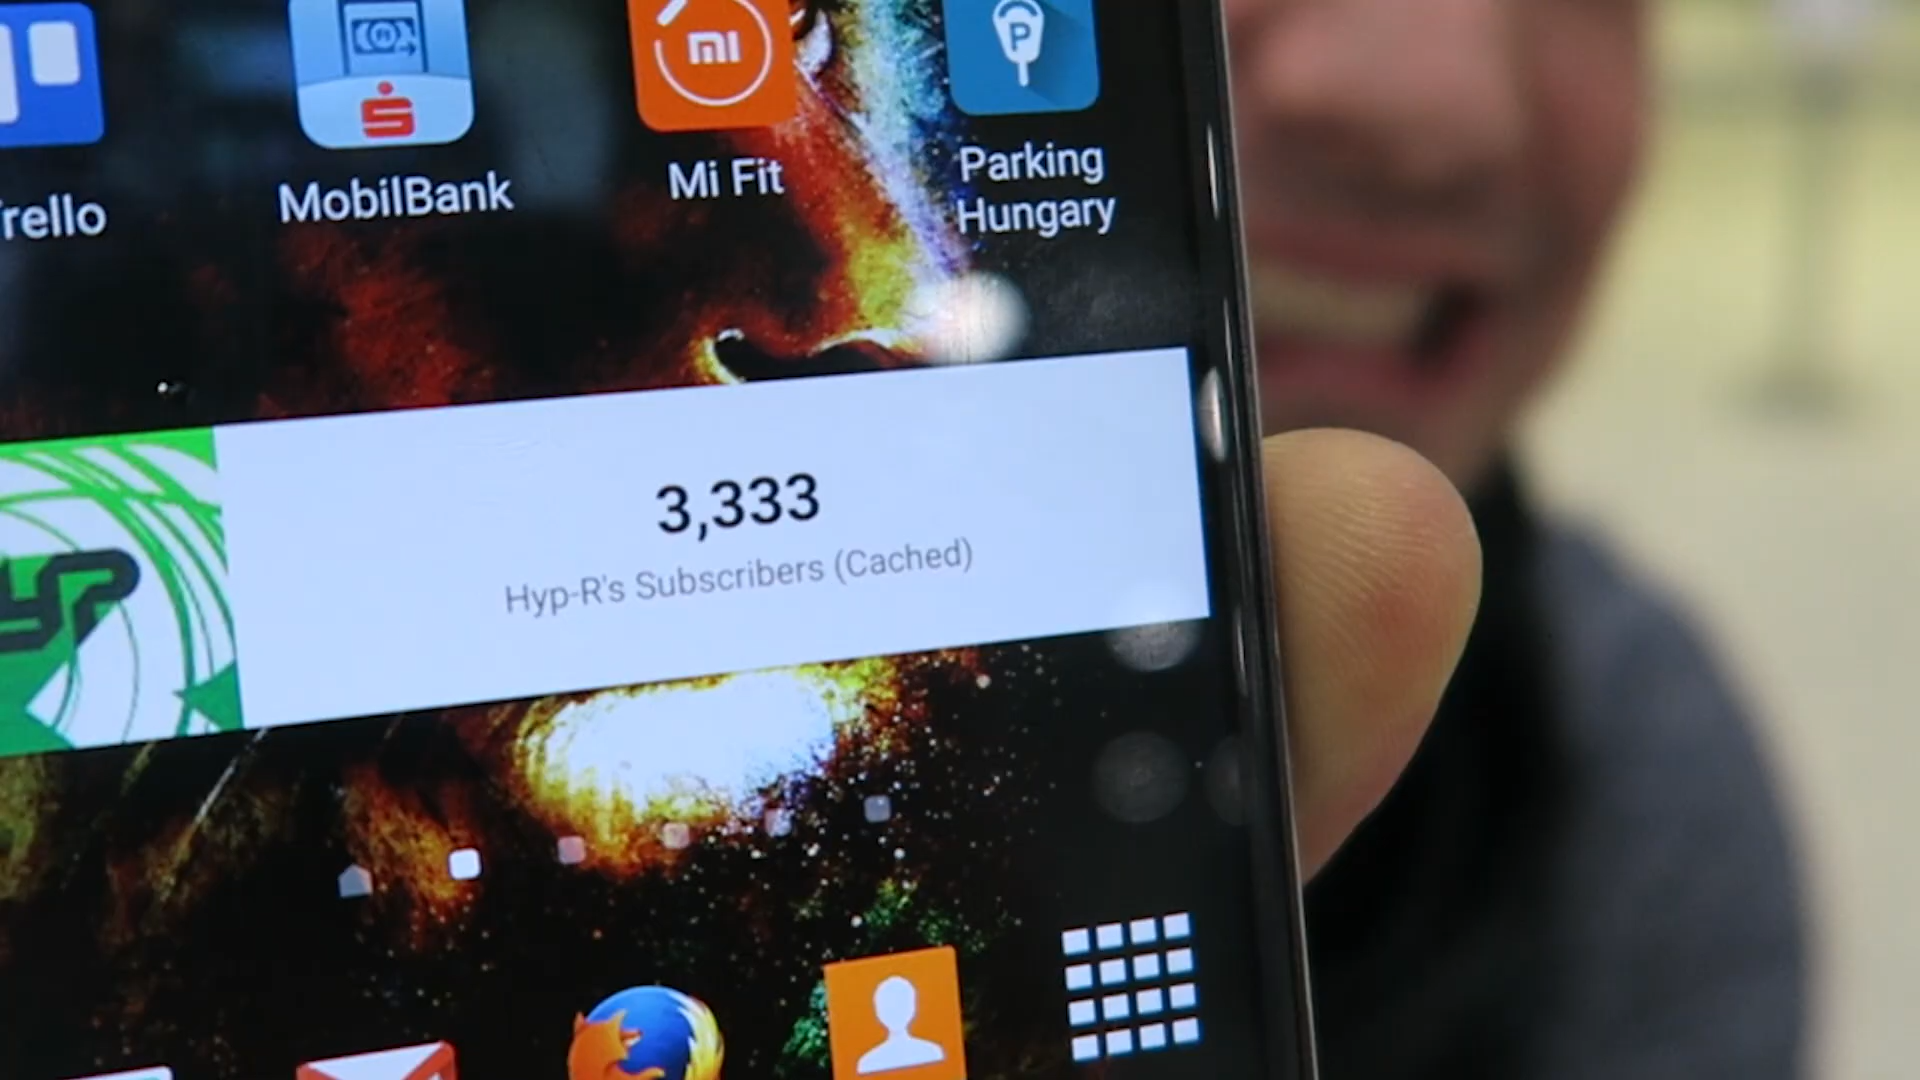 rello
MobilBank
Mi Fit
Parking
Hungary
P
3,333
Hyp-R's Subscribers (Cached)